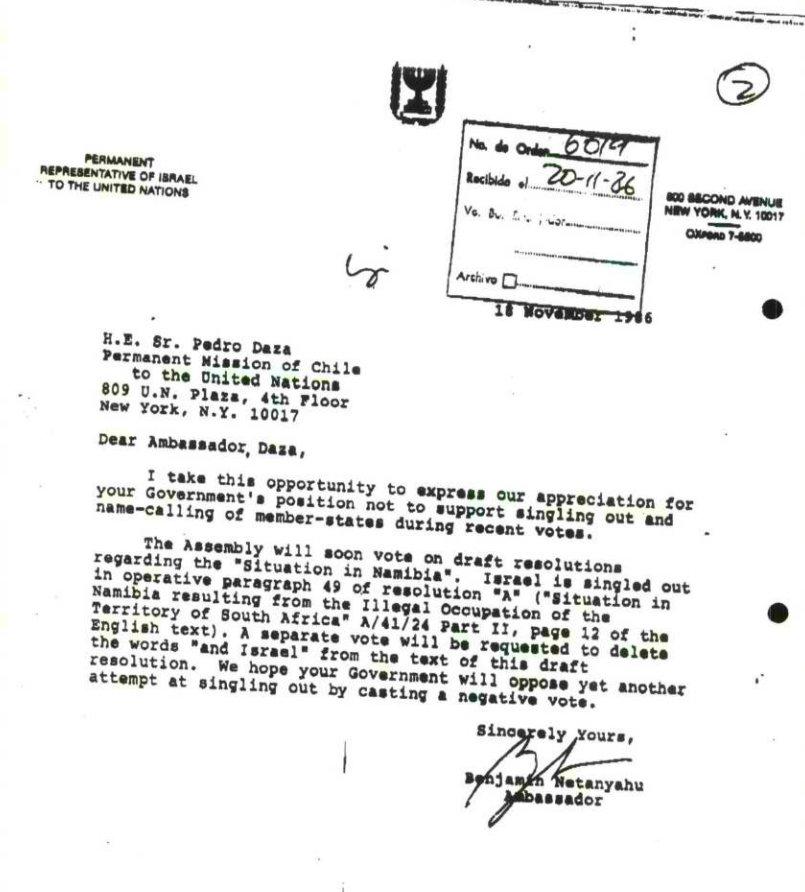 2
PERMANENT
REPRESENTATIVE OF ISRAEL
TO THE UNITED NATIONS
No. de Orden 6019
Recibido el 20-11-86
Vo. Bo.
Archivo
800 SECOND AVENUE
NEW YORK, N.Y. 10017
OXFORD 7-5500
18 November 1986
H.E. Sr. Pedro Daza
Permanent Mission of Chile
to the United Nations
809 U.N. Plaza, 4th Floor
New York, N.Y. 10017
Dear Ambassador Daza,
I take this opportunity to express our appreciation for
your Government's position not to support singling out and
name-calling of member-states during recent votes.
The Assembly will soon vote on draft resolutions
regarding the "Situation in Namibia". Israel is singled out
in operative paragraph 49 of resolution "A" ("Situation in
Namibia resulting from the Illegal Occupation of the
Territory of South Africa" A/41/24 Part II, page 12 of the
English text). A separate vote will be requested to delete
the words "and Israel" from the text of this draft
resolution. We hope your Government will oppose yet another
attempt at singling out by casting a negative vote.
Sincerely Yours,
Benjamin Netanyahu
Ambassador